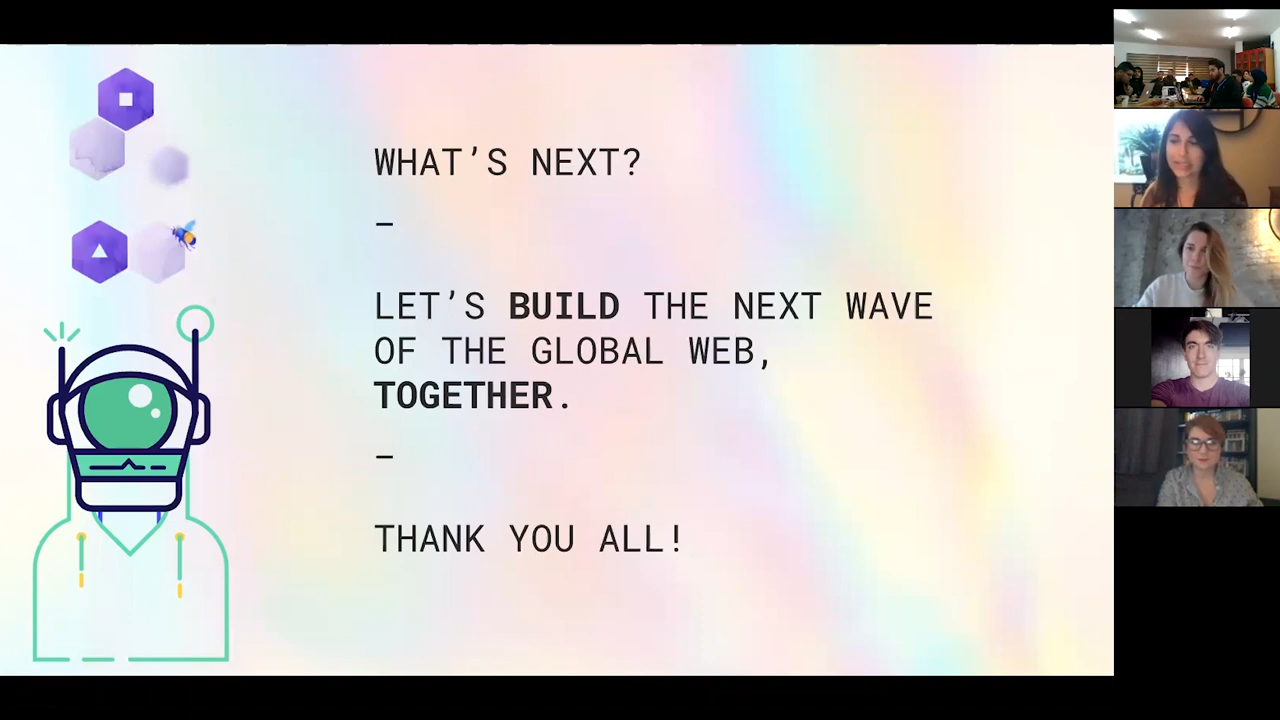 WHAT’S NEXT?
–
LET’S BUILD THE NEXT WAVE
OF THE GLOBAL WEB,
TOGETHER.
–
THANK YOU ALL!